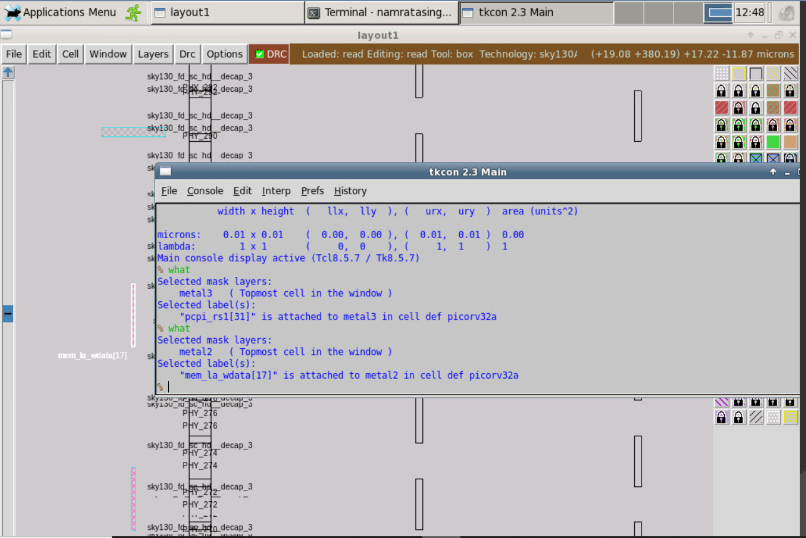 Applications Menu
layout1
Terminal - namratasing...
tkcon 2.3 Main
12:48
layout1
File Edit Cell Window Layers Drc Options DRC Loaded: read Editing: read Tool: box Technology: sky130A (+19.08 +380.19) +17.22 -11.87 microns
sky130_fd_sc_hd__decap_3
sky130_fd_sc_hd__decap_3
sky130_fd_sc_hd__decap_3
sky130_fd_sc_hd__decap_3
PHY_290
sky130_fd_sc_hd__decap_3
tkcon 2.3 Main
File Console Edit Interp Prefs History
width x height ( llx, lly ), ( urx, ury ) area (units^2)
microns: 0.01 x 0.01 ( 0.00, 0.00 ), ( 0.01, 0.01 ) 0.00
lambda: 1 x 1 ( 0, 0 ), ( 1, 1 ) 1
Main console display active (Tcl8.5.7 / Tk8.5.7)
% what
Selected mask layers:
metal3 ( Topmost cell in the window )
Selected label(s):
"pcpi_rs1[31]" is attached to metal3 in cell def picorv32a
% what
Selected mask layers:
metal2 ( Topmost cell in the window )
Selected label(s):
"mem_la_wdata[17]" is attached to metal2 in cell def picorv32a
%
mem_la_wdata[17]
sky130_fd_sc_hd__decap_3
PHY_276
PHY_276
sky130_fd_sc_hd__decap_3
PHY_274
PHY_274
sky130_fd_sc_hd__decap_3
PHY_272
PHY_272
sky130_fd_sc_hd__decap_3